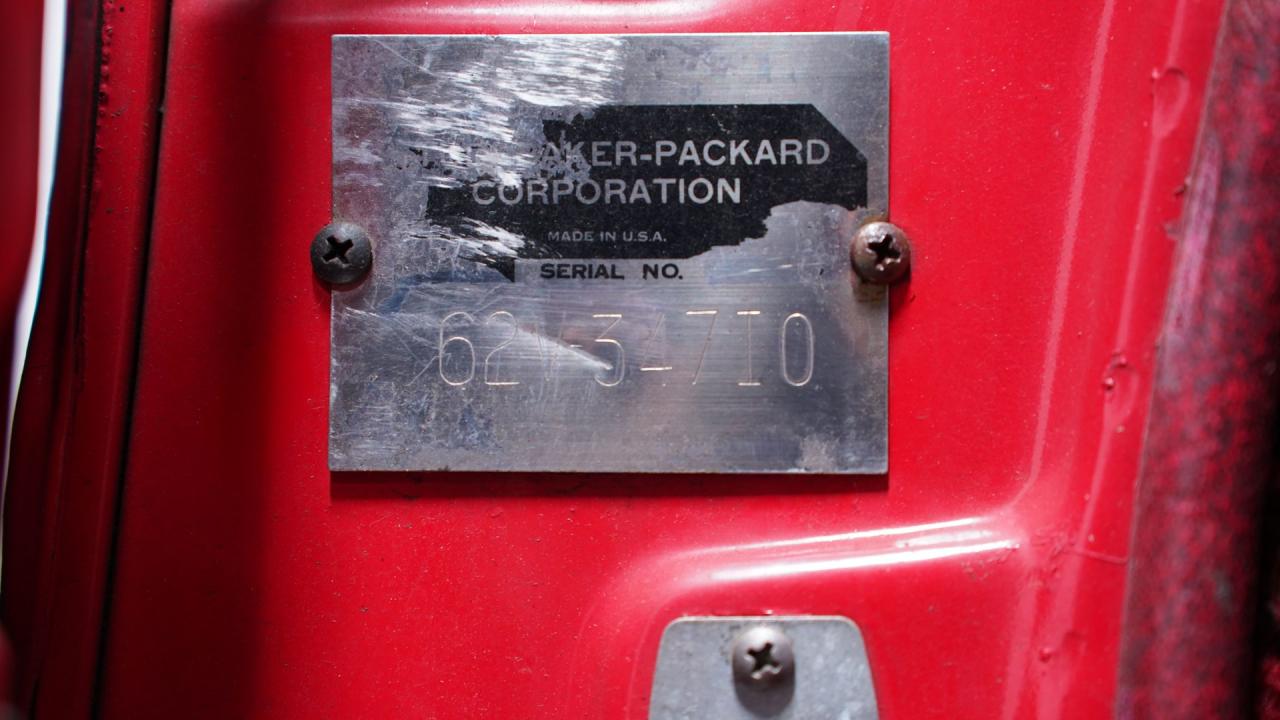 AKER-PACKARD
CORPORATION
MADE IN U.S.A.
SERIAL NO.
62V-34710